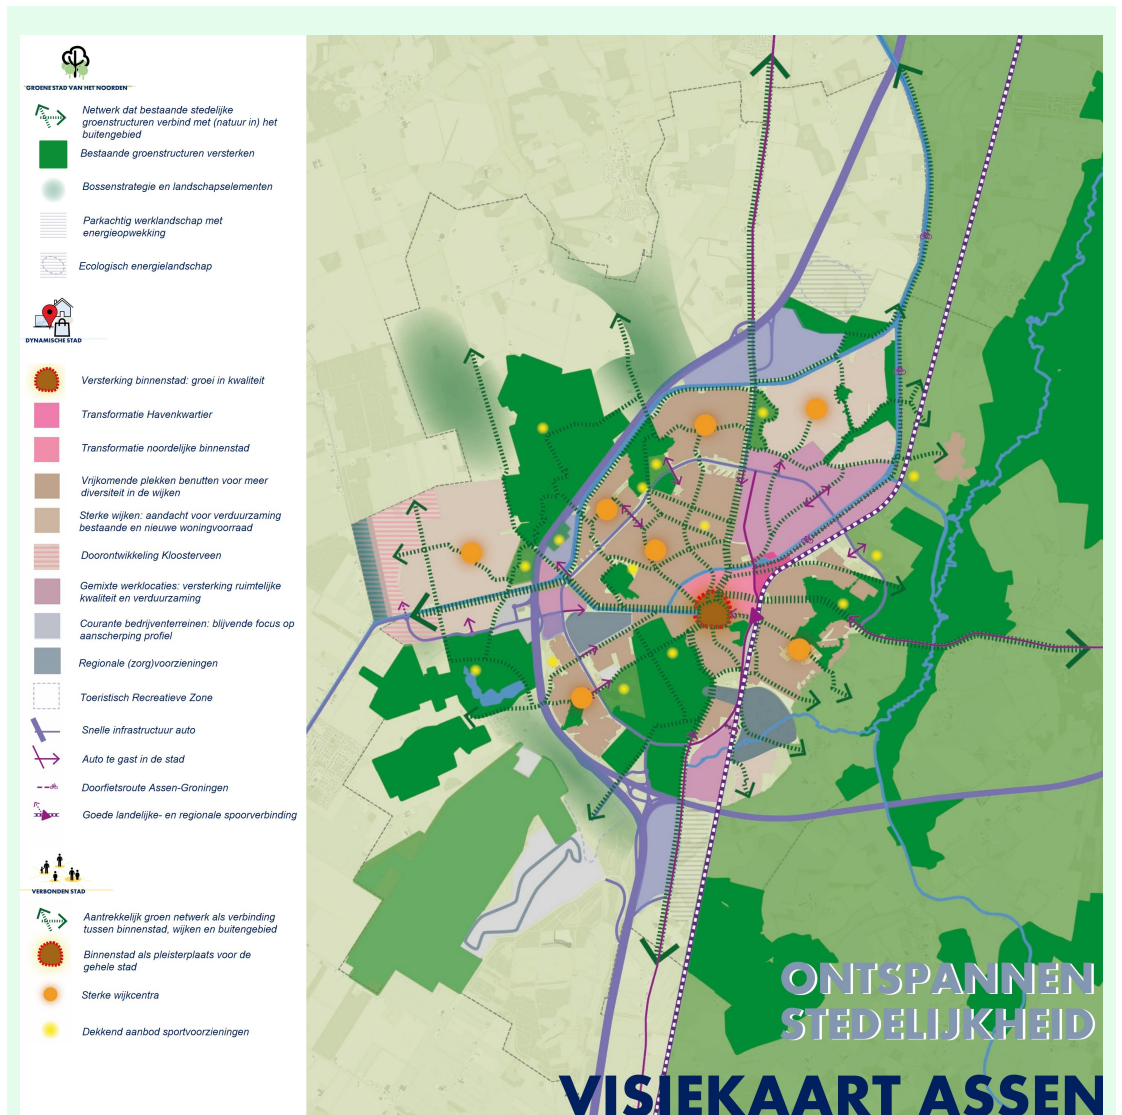 GROENE STAD VAN HET NOORDEN
Netwerk dat bestaande stedelijke
groenstructuren verbind met (natuur in) het
buitengebied
Bestaande groenstructuren versterken
Bossenstrategie en landschapselementen
Parkachtig werklandschap met
energieopwekking
Ecologisch energielandschap
DYNAMISCHE STAD
Versterking binnenstad: groei in kwaliteit
Transformatie Havenkwartier
Transformatie noordelijke binnenstad
Vrijkomende plekken benutten voor meer
diversiteit in de wijken
Sterke wijken: aandacht voor verduurzaming
bestaande en nieuwe woningvoorraad
Doorontwikkeling Kloosterveen
Gemixte werklocaties: versterking ruimtelijke
kwaliteit en verduurzaming
Courante bedrijventerreinen: blijvende focus op
aanscherping profiel
Regionale (zorg)voorzieningen
Toeristisch Recreatieve Zone
Snelle infrastructuur auto
Auto te gast in de stad
Doorfietsroute Assen-Groningen
Goede landelijke- en regionale spoorverbinding
VERBONDEN STAD
Aantrekkelijk groen netwerk als verbinding
tussen binnenstad, wijken en buitengebied
Binnenstad als pleisterplaats voor de
gehele stad
Sterke wijkcentra
Dekkend aanbod sportvoorzieningen
ONTSPANNEN
STEDELIJKHEID
VISIEKAART ASSEN